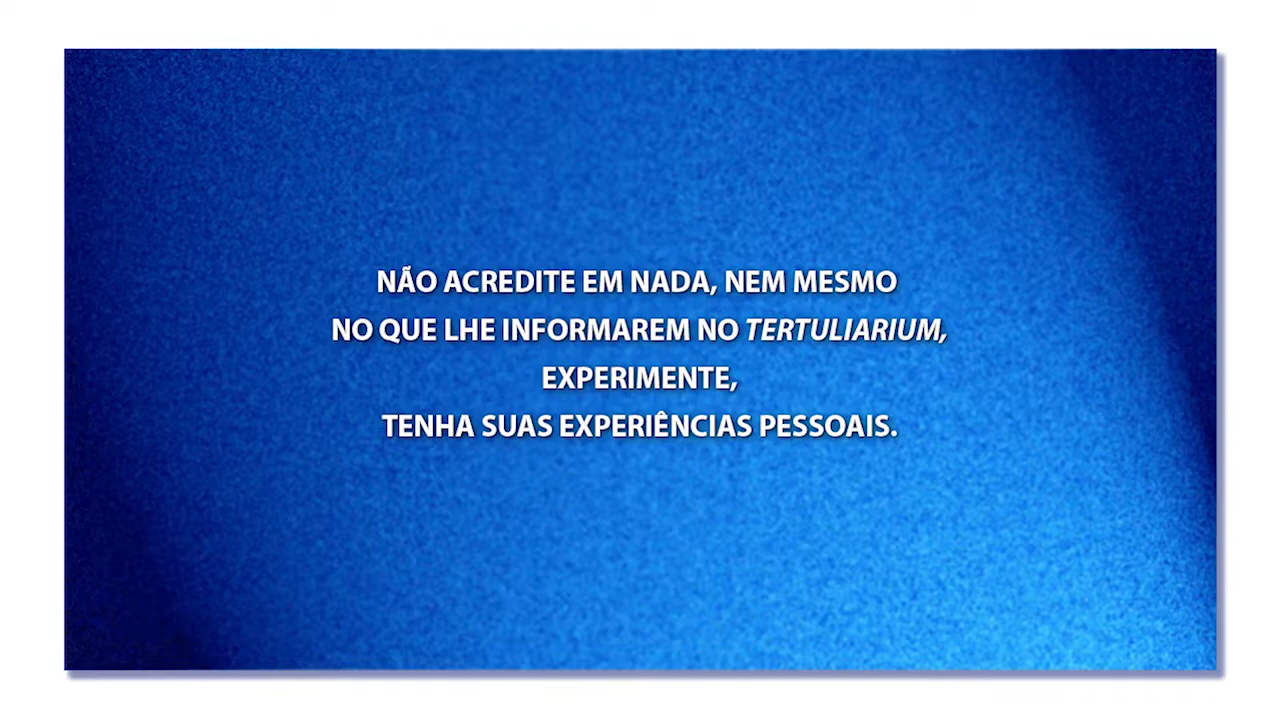 NÃO ACREDITE EM NADA, NEM MESMO
NO QUE LHE INFORMAREM NO TERTULIARIUM,
EXPERIMENTE,
TENHA SUAS EXPERIÊNCIAS PESSOAIS.